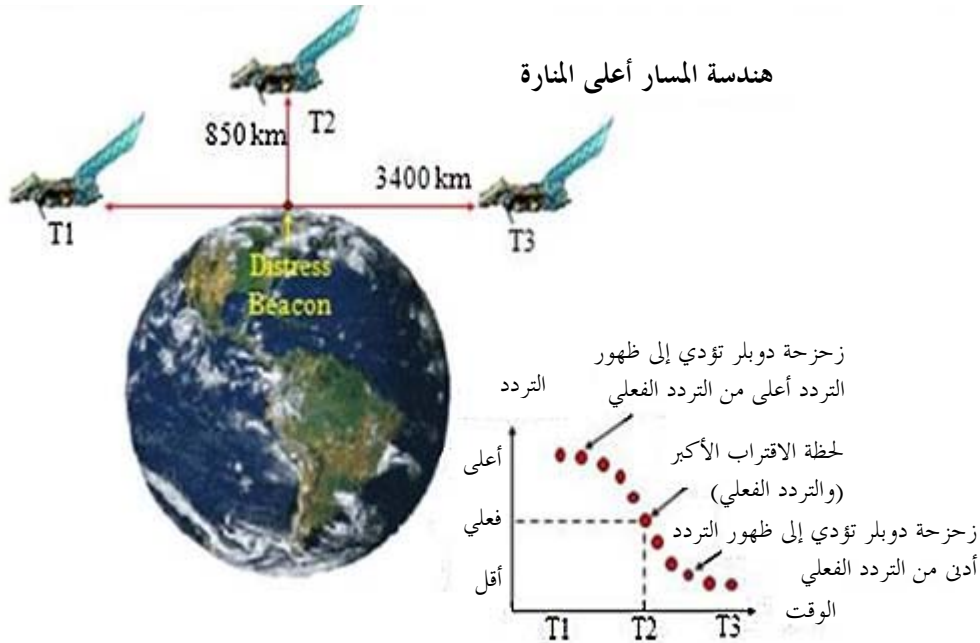 هندسة المسار أعلى المنارة
T2
850 km
3400 km
T1
T3
Distress
Beacon
زحزحة دوبلر تؤدي إلى ظهور
التردد أعلى من التردد الفعلي
التردد
لحظة الاقتراب الأكبر
(والتردد الفعلي)
أعلى
فعلي
زحزحة دوبلر تؤدي إلى ظهور التردد
أدنى من التردد الفعلي
أقل
الوقت
T1 T2 T3